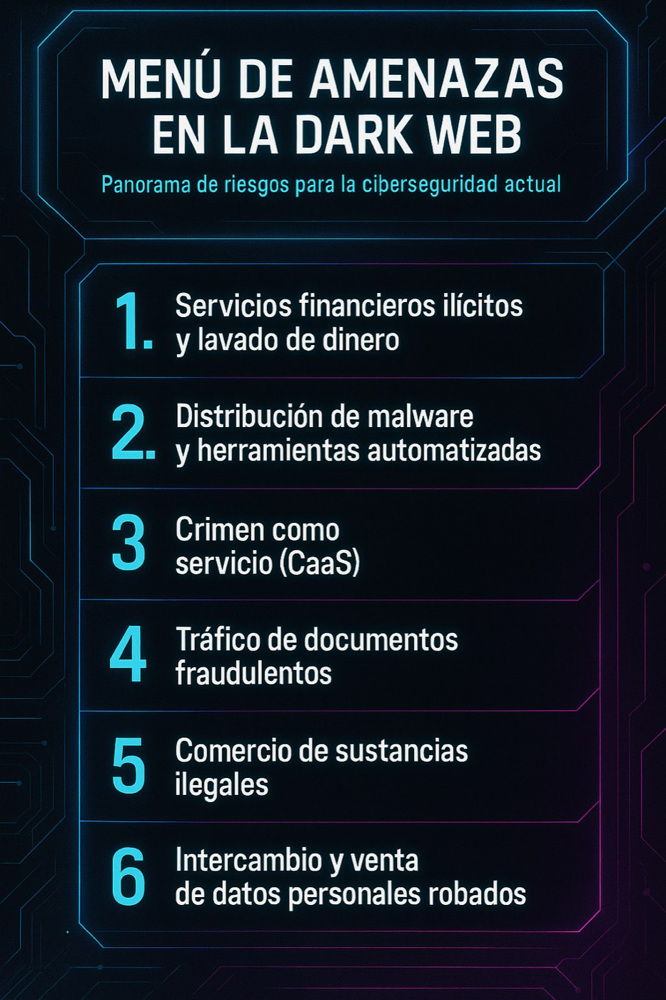 MENÚ DE AMENAZAS
EN LA DARK WEB
Panorama de riesgos para la ciberseguridad actual
1. Servicios financieros ilícitos
y lavado de dinero
2. Distribución de malware
y herramientas automatizadas
3 Crimen como
servicio (CaaS)
4 Tráfico de documentos
fraudulentos
5 Comercio de sustancias
ilegales
6 Intercambio y venta
de datos personales robados